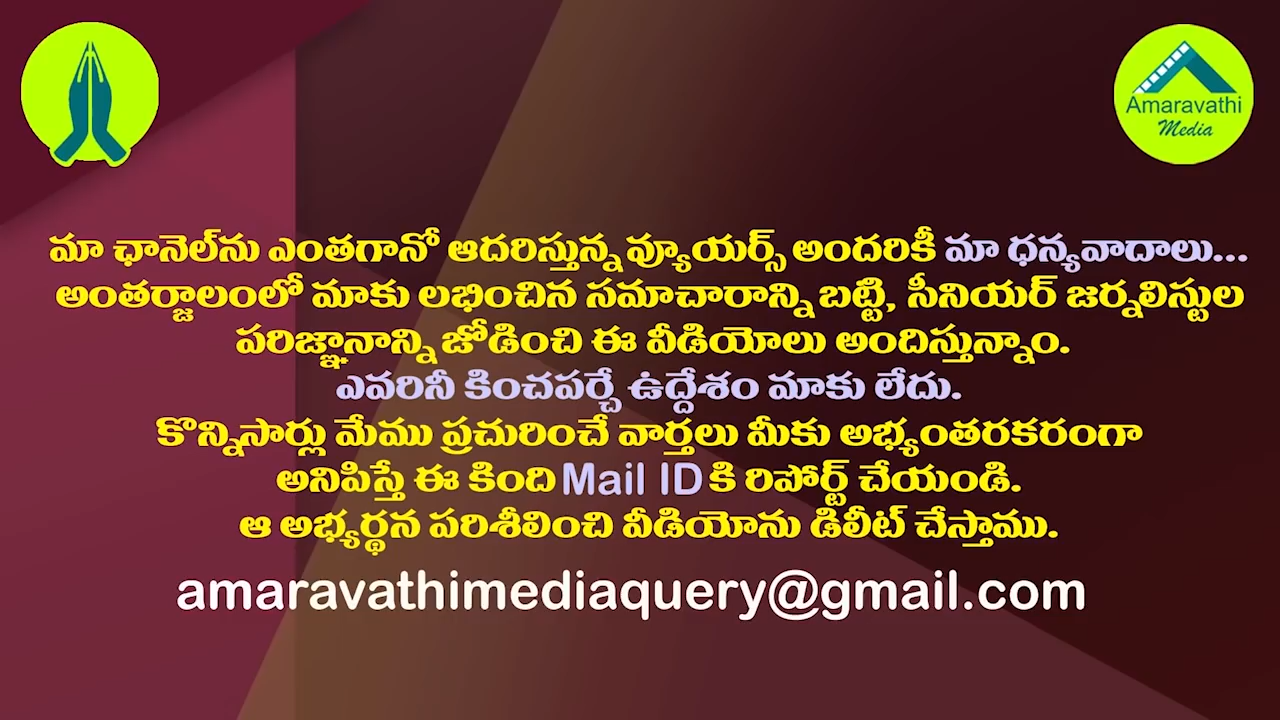 Amaravathi
Media
మా ఛానెల్‌ను ఎంతగానో ఆదరిస్తున్న వ్యూయర్స్ అందరికీ మా ధన్యవాదాలు...
అంతర్జాలంలో మాకు లభించిన సమాచారాన్ని బట్టి, సీనియర్ జర్నలిస్టుల
పరిజ్ఞానాన్ని జోడించి ఈ వీడియోలు అందిస్తున్నాం.
ఎవరినీ కించపర్చే ఉద్దేశం మాకు లేదు.
కొన్నిసార్లు మేము ప్రచురించే వార్తలు మీకు అభ్యంతరకరంగా
అనిపిస్తే ఈ కింది Mail ID కి రిపోర్ట్ చేయండి.
ఆ అభ్యర్థన పరిశీలించి వీడియోను డిలీట్ చేస్తాము.
amaravathimediaquery@gmail.com